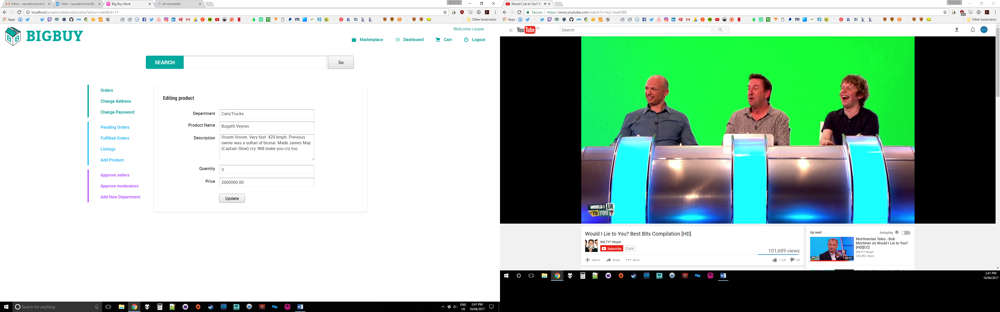 Inbox - saurabh.tomar@
Mail – saurabh.tomar@u
Big Buy Store
all subreddits
Saurabh
localhost/project/addproduct.php?action=edit&id=11
Apps
Other bookmarks
BIGBUY
Welcome casper
Marketplace
Dashboard
Cart
Logout
SEARCH
Go
Orders
Change Address
Change Password
Pending Orders
Fulfilled Orders
Listings
Add Product
Approve sellers
Approve moderators
Add New Department
Editing product
Department
Cars/Trucks
Product Name
Bugatti Veyron
Description
Vroom Vroom. Very fast. 420 kmph. Previous
owner was a sultan of brunai. Made James May
(Captain Slow) cry. Will make you cry too.
Quantity
3
Price
2600000.00
Update
Search for anything
ENG
US
2:41 PM
10/04/2017
Would I Lie to You? Be
Saurabh
Secure
https://www.youtube.com/watch?v=As2-JwaH3BE
Apps
Other bookmarks
YouTube CA
Search
WOULD I LIE
TO YOU?
Would I Lie to You? Best Bits Compilation [HD]
WILTY? Nope!
Subscribe 27,626
101,689 views
Add to
Share
More
1,129
38
Up next
Autoplay
Mortimerian Tales - Bob
Mortimer on Would I Lie to You?
[HD][CC]
WILTY? Nope!
253,482 views
50:37
2:41 PM
10/04/2017